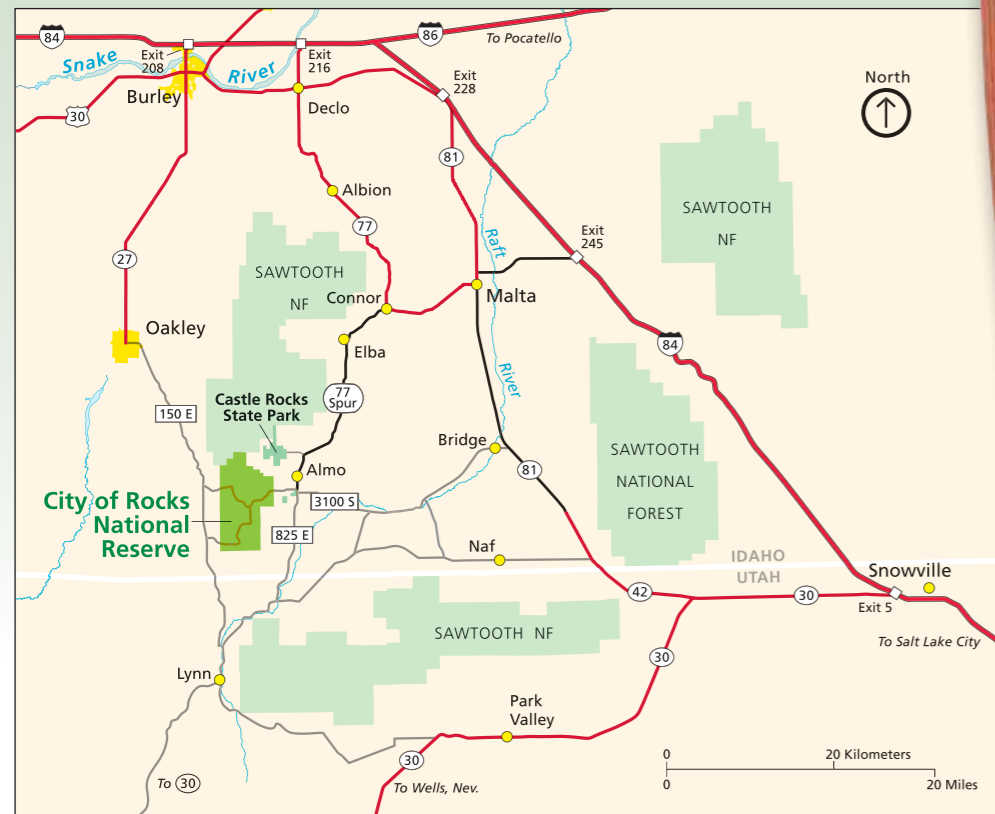 84
86
To Pocatello
Snake
River
Exit
208
Exit
216
Exit
228
North
Burley
Declo
30
81
Albion
77
SAWTOOTH
NF
Raft
Exit
245
27
SAWTOOTH
NF
Connor
Malta
Oakley
Elba
84
River
77
Spur
Castle Rocks
State Park
150 E
Bridge
SAWTOOTH
NATIONAL
FOREST
Almo
81
City of Rocks
National
Reserve
3100 S
825 E
Naf
IDAHO
UTAH
Snowville
42
30
Exit 5
SAWTOOTH NF
To Salt Lake City
30
Lynn
Park
Valley
30
To 30
To Wells, Nev.
0
20 Kilometers
0
20 Miles